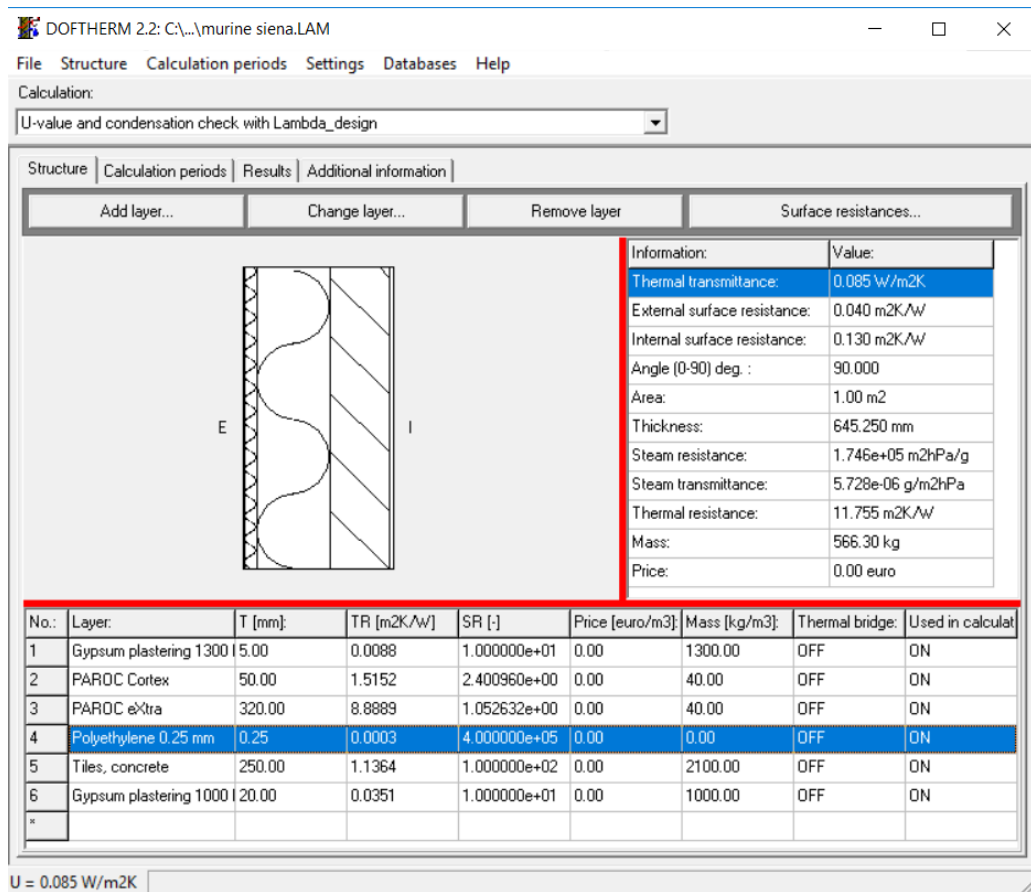 DOFTHERM 2.2: C:\...\murine siena.LAM
File Structure Calculation periods Settings Databases Help
Calculation:
U-value and condensation check with Lambda_design
Structure Calculation periods Results Additional information
Add layer... Change layer... Remove layer Surface resistances...
Information: Value:
Thermal transmittance: 0.085 W/m2K
External surface resistance: 0.040 m2K/W
Internal surface resistance: 0.130 m2K/W
Angle (0-90) deg. : 90.000
Area: 1.00 m2
Thickness: 645.250 mm
Steam resistance: 1.746e+05 m2hPa/g
Steam transmittance: 5.728e-06 g/m2hPa
Thermal resistance: 11.755 m2K/W
Mass: 566.30 kg
Price: 0.00 euro
E I
No.: Layer: T [mm]: TR [m2K/W] SR [-] Price [euro/m3]: Mass [kg/m3]: Thermal bridge: Used in calculat
1 Gypsum plastering 1300 5.00 0.0088 1.000000e+01 0.00 1300.00 OFF ON
2 PAROC Cortex 50.00 1.5152 2.400960e+00 0.00 40.00 OFF ON
3 PAROC eXtra 320.00 8.8889 1.052632e+00 0.00 40.00 OFF ON
4 Polyethylene 0.25 mm 0.25 0.0003 4.000000e+05 0.00 0.00 OFF ON
5 Tiles, concrete 250.00 1.1364 1.000000e+02 0.00 2100.00 OFF ON
6 Gypsum plastering 1000 20.00 0.0351 1.000000e+01 0.00 1000.00 OFF ON
*
U = 0.085 W/m2K